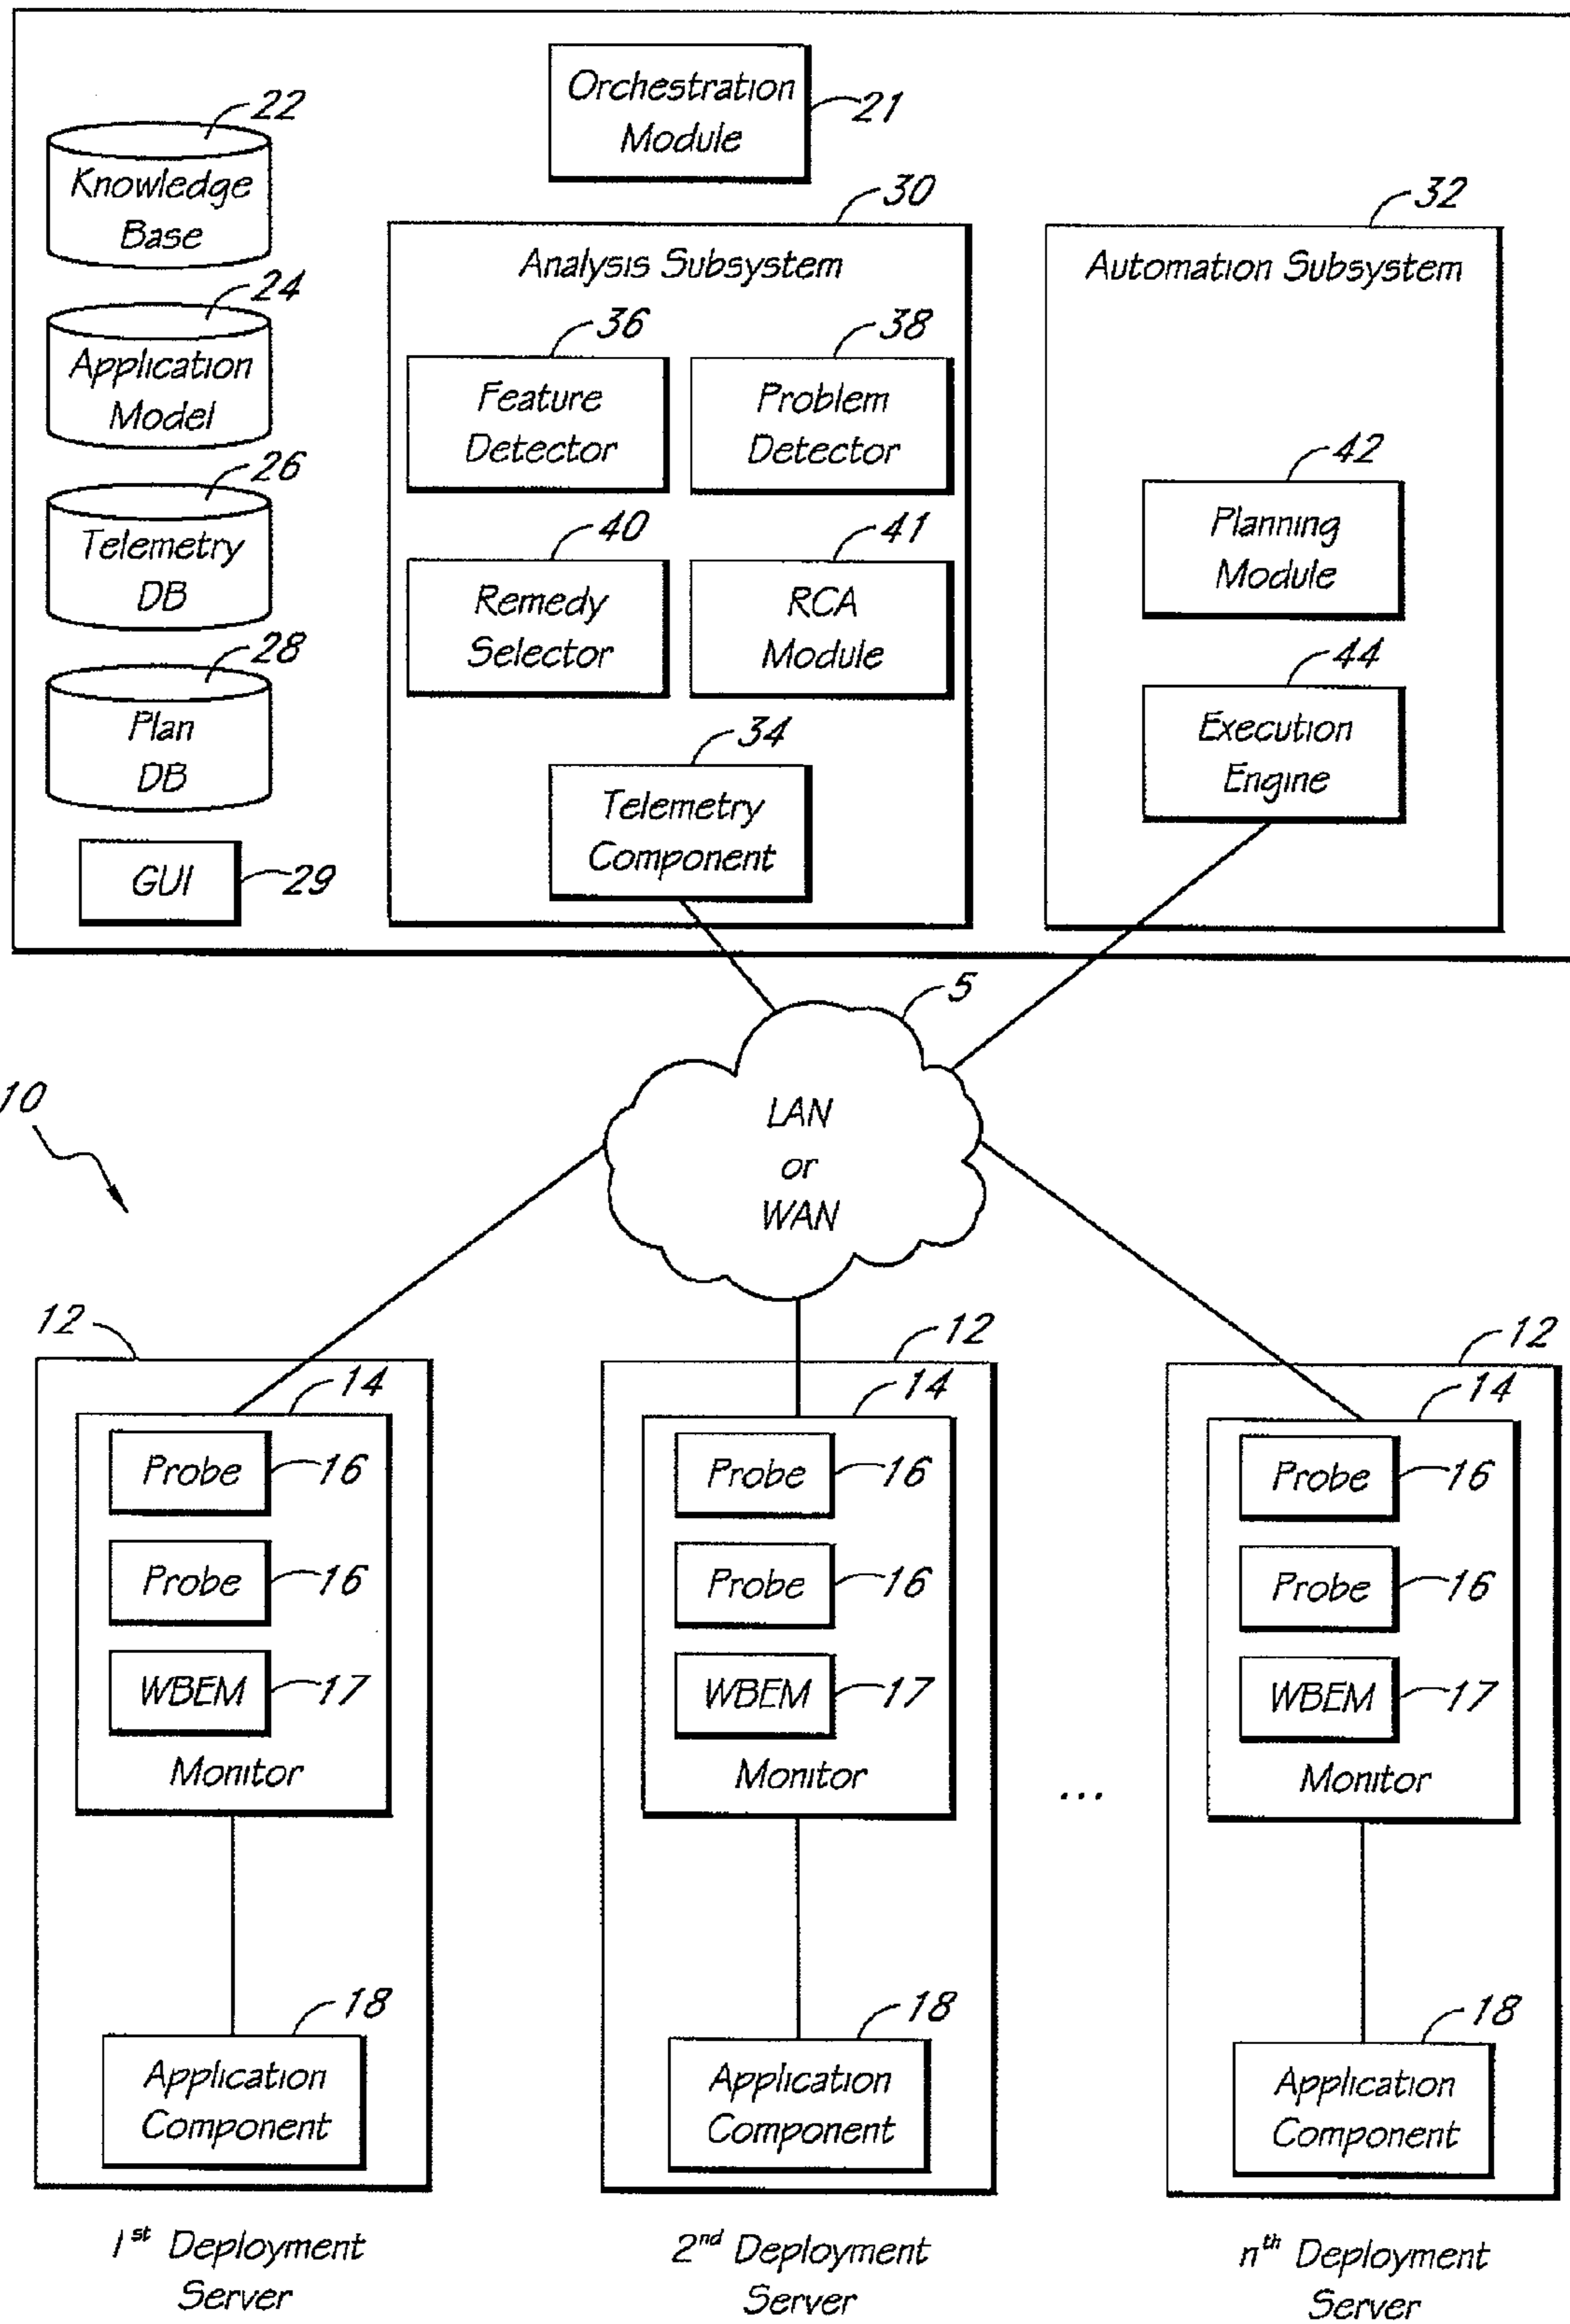 Orchestration
Module
21
22
Knowledge
Base
24
Application
Model
26
Telemetry
DB
28
Plan
DB
GUI
29
30
Analysis Subsystem
36
Feature
Detector
38
Problem
Detector
40
Remedy
Selector
41
RCA
Module
34
Telemetry
Component
32
Automation Subsystem
42
Planning
Module
44
Execution
Engine
5
LAN
or
WAN
10
12
14
Probe
16
Probe
16
WBEM
17
Monitor
18
Application
Component
1st Deployment
Server
12
14
Probe
16
Probe
16
WBEM
17
Monitor
18
Application
Component
2nd Deployment
Server
...
12
14
Probe
16
Probe
16
WBEM
17
Monitor
18
Application
Component
nth Deployment
Server